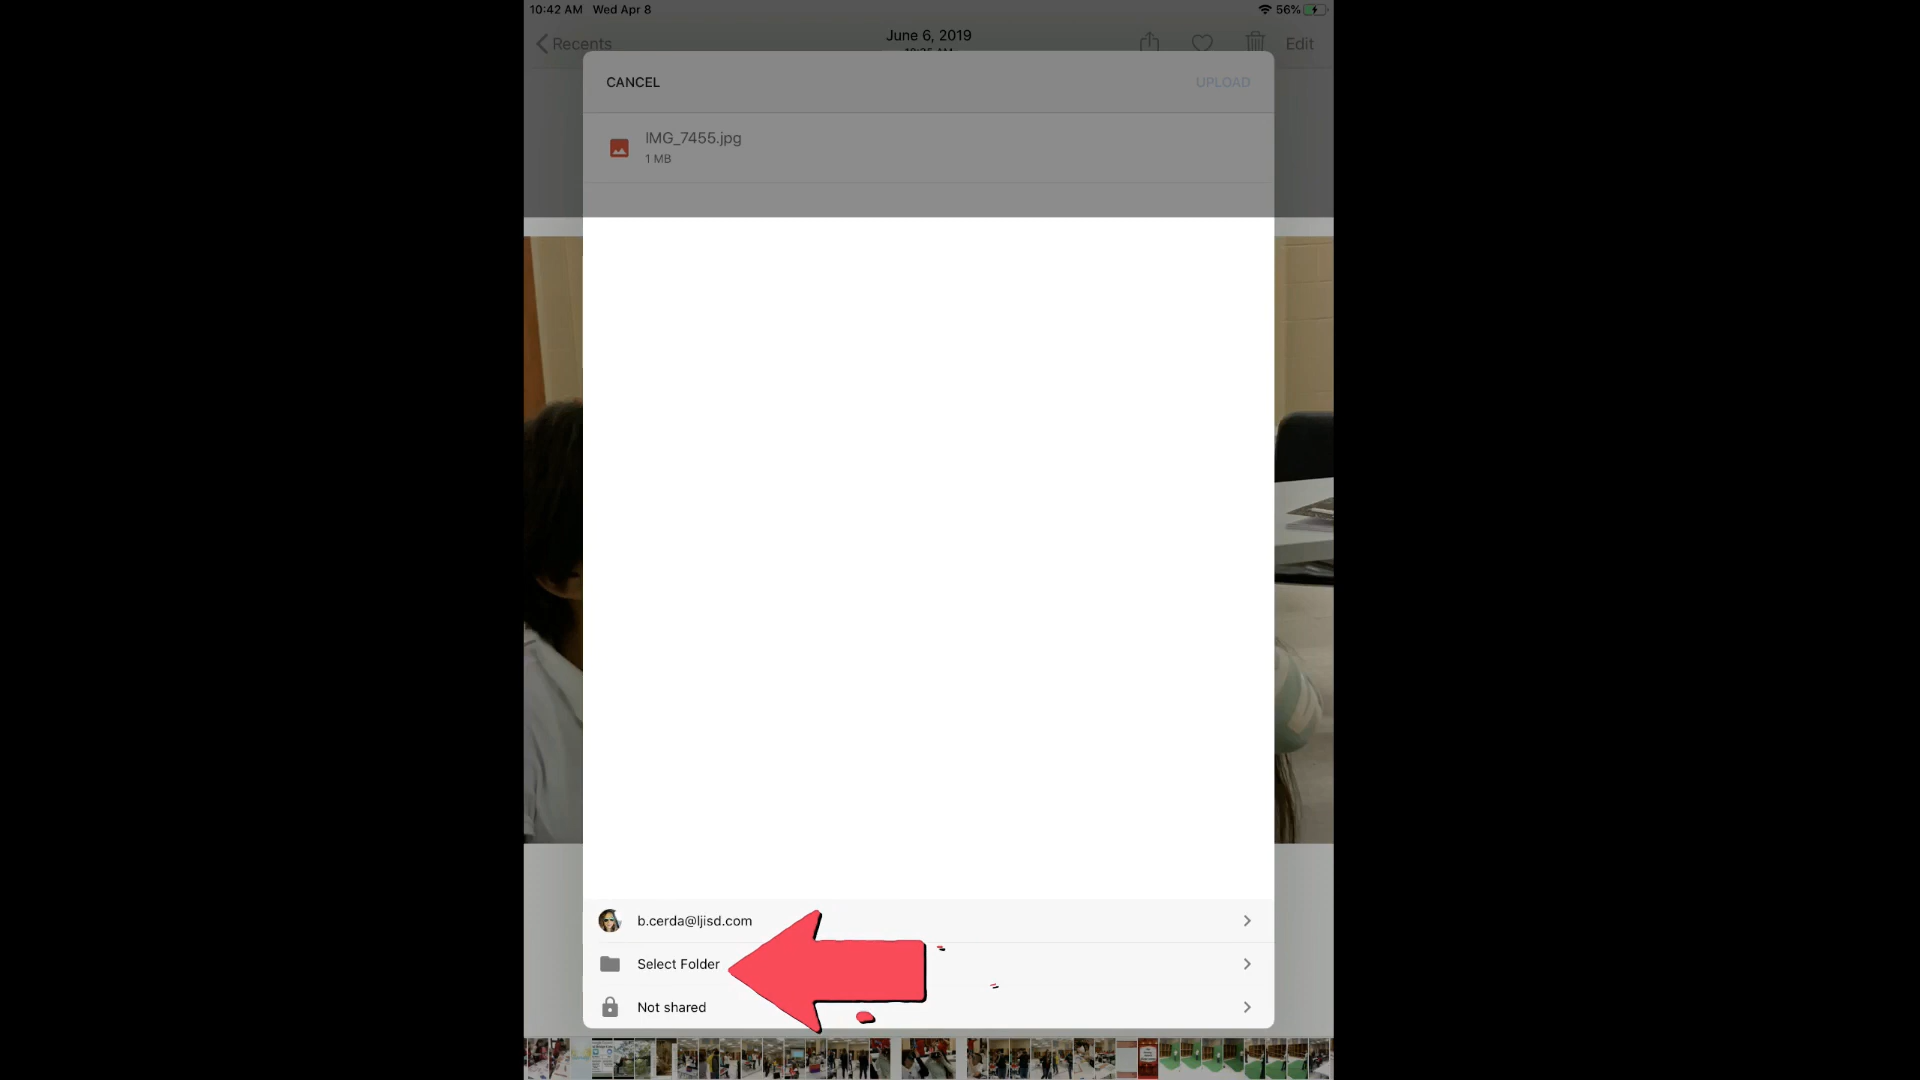 10:42 AM Wed Apr 8
56%
Recents
June 6, 2019
Edit
CANCEL
UPLOAD
IMG_7455.jpg
1 MB
b.cerda@ljisd.com
Select Folder
Not shared